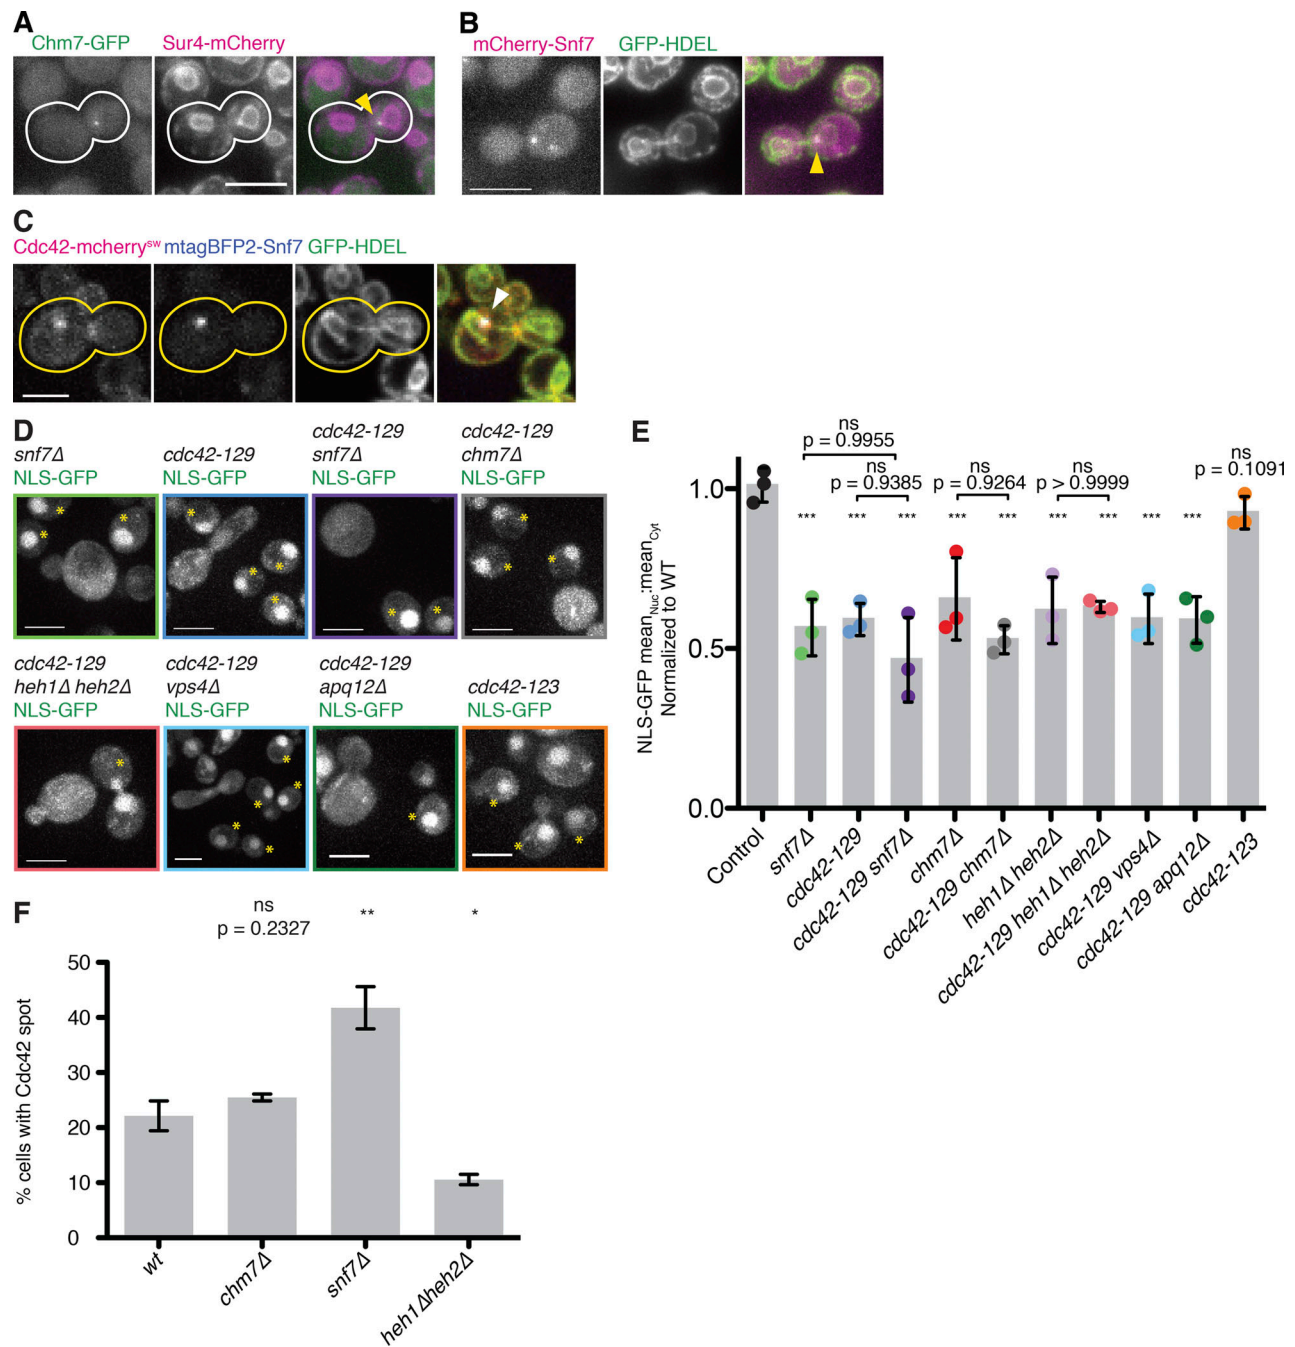 A
Chm7-GFP Sur4-mCherry
B
mCherry-Snf7 GFP-HDEL
C
Cdc42-mcherrysw mtagBFP2-Snf7 GFP-HDEL
D
snf7Δ
NLS-GFP
cdc42-129
NLS-GFP
cdc42-129
snf7Δ
NLS-GFP
cdc42-129
chm7Δ
NLS-GFP
* * * * * * * * * *
cdc42-129
heh1Δ heh2Δ
NLS-GFP
cdc42-129
vps4Δ
NLS-GFP
cdc42-129
apq12Δ
NLS-GFP
cdc42-123
NLS-GFP
* * * * * * * * * *
E
ns
p = 0.9955
ns
p = 0.9385
ns
p = 0.9264
ns
p > 0.9999
ns
p = 0.1091
*** *** *** *** *** *** *** *** ***
NLS-GFP meanNuc:meanCyt
Normalized to WT
1.0
0.5
0.0
Control
snf7Δ
cdc42-129
cdc42-129 snf7Δ
chm7Δ
cdc42-129 chm7Δ
heh1Δ heh2Δ
cdc42-129 heh1Δ heh2Δ
cdc42-129 vps4Δ
cdc42-129 apq12Δ
cdc42-123
F
ns
p = 0.2327
**
*
% cells with Cdc42 spot
50
40
30
20
10
0
wt
chm7Δ
snf7Δ
heh1Δheh2Δ